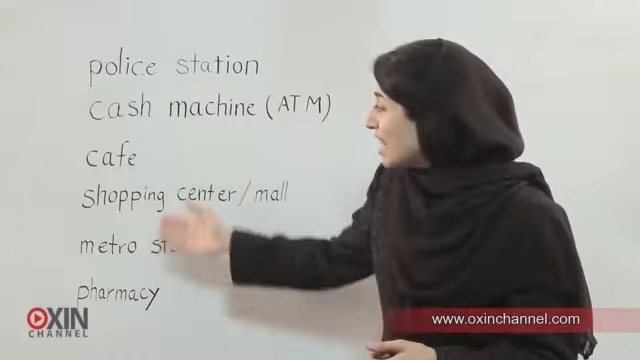 police station
cash machine (ATM)
cafe
shopping center/mall
metro
pharmacy
OXIN
CHANNEL
www.oxinchannel.com